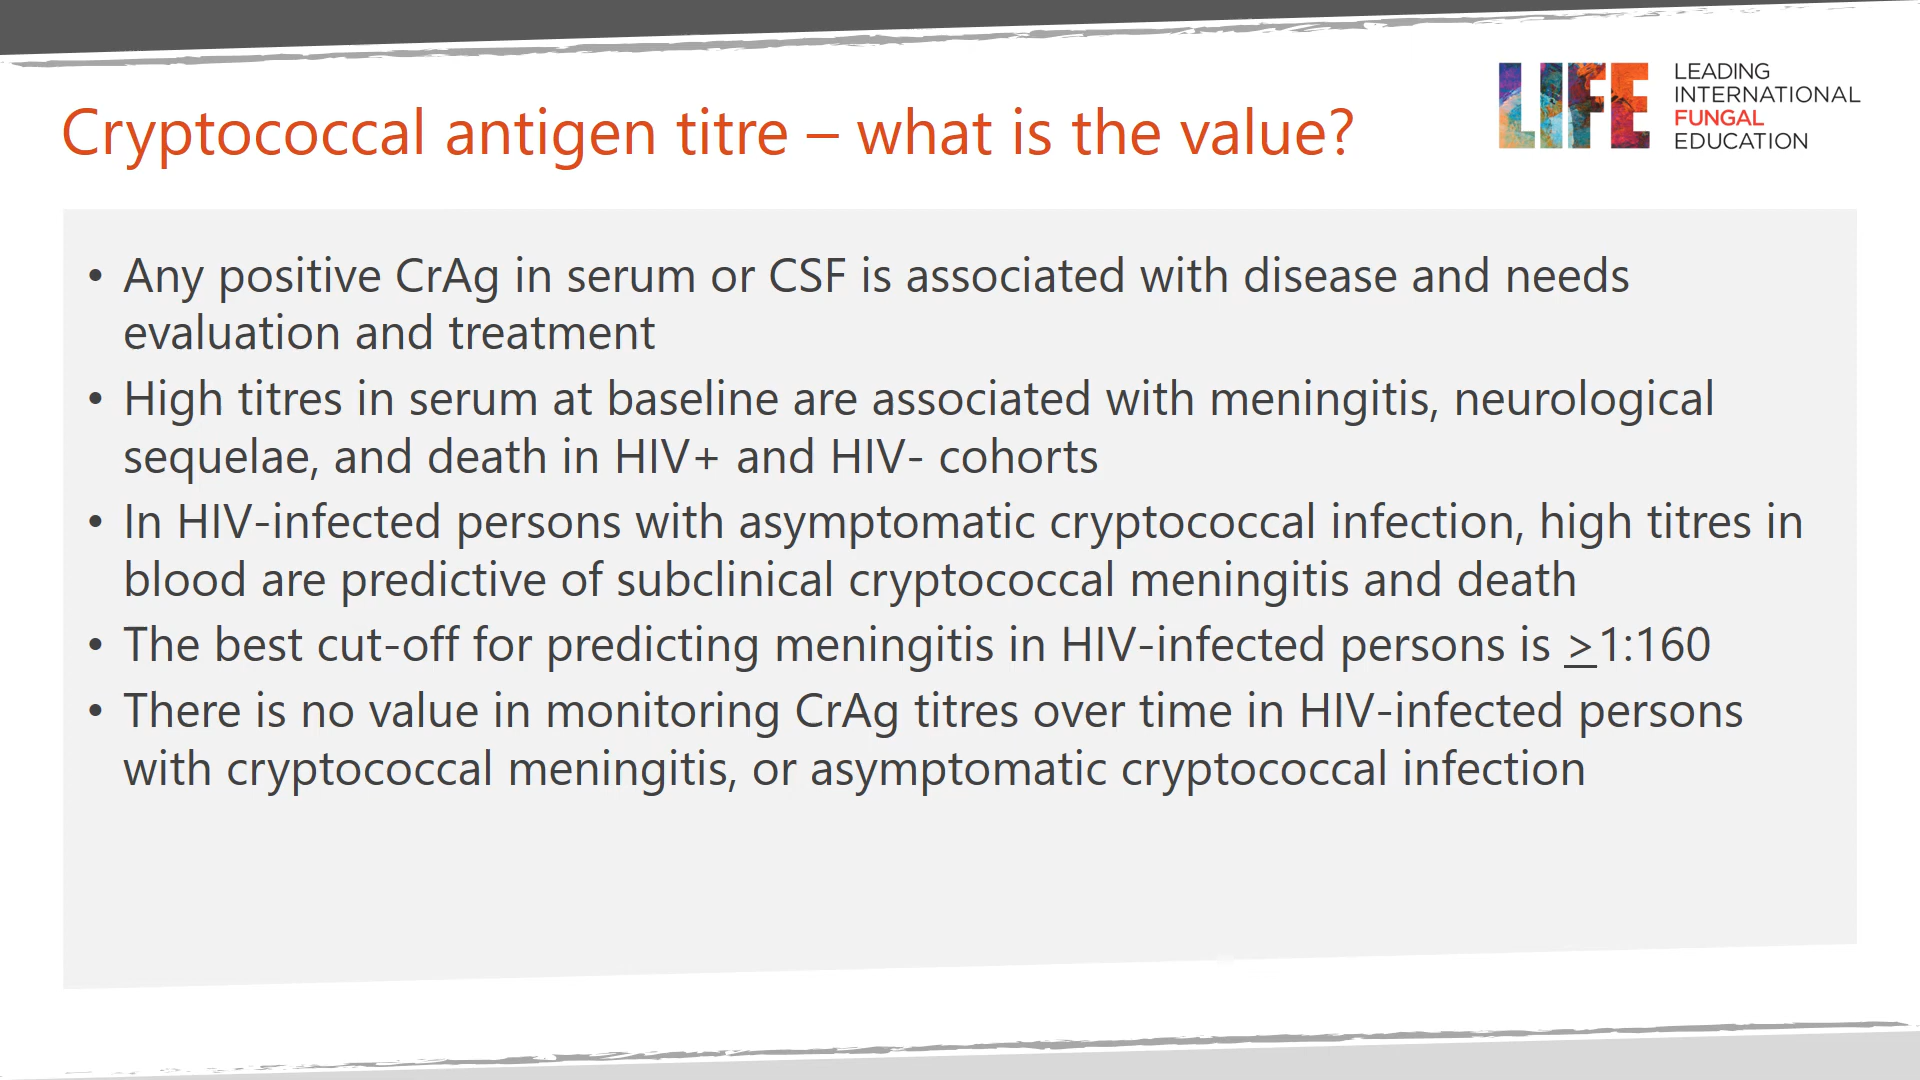 Cryptococcal antigen titre – what is the value?
LIFE
LEADING
INTERNATIONAL
FUNGAL
EDUCATION
• Any positive CrAg in serum or CSF is associated with disease and needs
evaluation and treatment
• High titres in serum at baseline are associated with meningitis, neurological
sequelae, and death in HIV+ and HIV- cohorts
• In HIV-infected persons with asymptomatic cryptococcal infection, high titres in
blood are predictive of subclinical cryptococcal meningitis and death
• The best cut-off for predicting meningitis in HIV-infected persons is >1:160
• There is no value in monitoring CrAg titres over time in HIV-infected persons
with cryptococcal meningitis, or asymptomatic cryptococcal infection